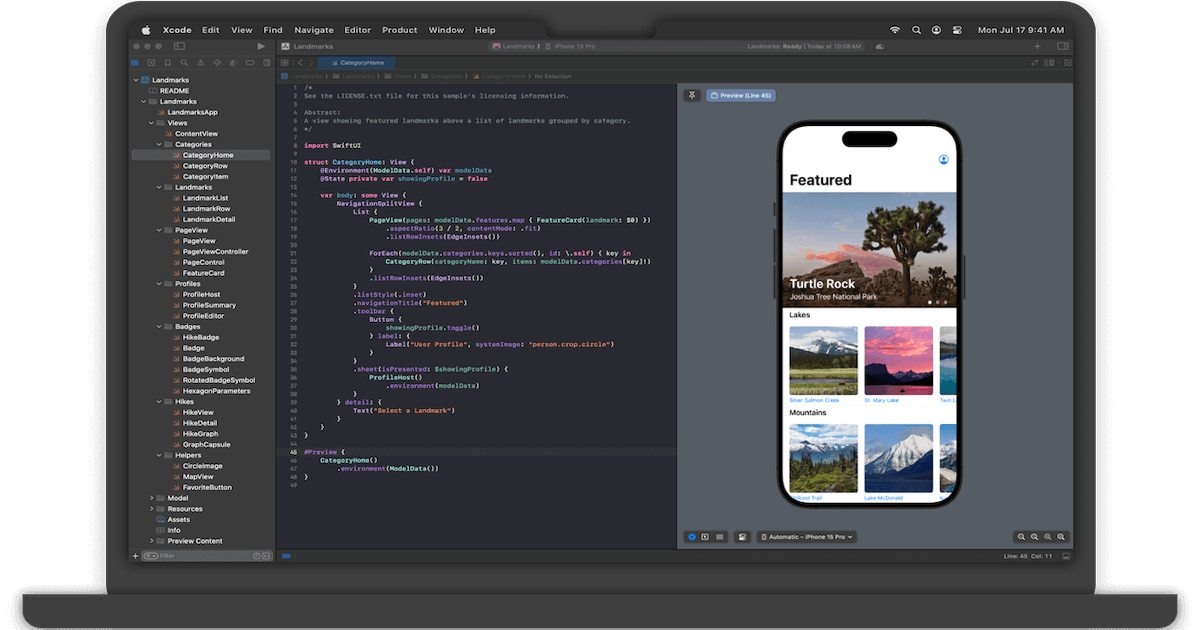 Xcode Edit View Find Navigate Editor Product Window Help Mon Jul 17 9:41 AM
Landmarks Landmarks iPhone 15 Pro Landmarks: Ready | Today at 10:08 AM
CategoryHome
Landmarks Landmarks Views Categories CategoryHome No Selection
Landmarks
README
Landmarks
LandmarksApp
Views
ContentView
Categories
CategoryHome
CategoryRow
CategoryItem
Landmarks
LandmarkList
LandmarkRow
LandmarkDetail
PageView
PageView
PageViewController
PageControl
FeatureCard
Profiles
ProfileHost
ProfileSummary
ProfileEditor
Badges
HikeBadge
Badge
BadgeBackground
BadgeSymbol
RotatedBadgeSymbol
HexagonParameters
Hikes
HikeView
HikeDetail
HikeGraph
GraphCapsule
Helpers
CircleImage
MapView
FavoriteButton
Model
Resources
Assets
Info
Preview Content
Filter
1 /*
2 See the LICENSE.txt file for this sample's licensing information.
3
4 Abstract:
5 A view showing featured landmarks above a list of landmarks grouped by category.
6 */
7
8 import SwiftUI
9
10 struct CategoryHome: View {
11 @Environment(ModelData.self) var modelData
12 @State private var showingProfile = false
13
14 var body: some View {
15 NavigationSplitView {
16 List {
17 PageView(pages: modelData.features.map { FeatureCard(landmark: $0) })
18 .aspectRatio(3 / 2, contentMode: .fit)
19 .listRowInsets(EdgeInsets())
20
21 ForEach(modelData.categories.keys.sorted(), id: \.self) { key in
22 CategoryRow(categoryName: key, items: modelData.categories[key]!)
23 }
24 .listRowInsets(EdgeInsets())
25 }
26 .listStyle(.inset)
27 .navigationTitle("Featured")
28 .toolbar {
29 Button {
30 showingProfile.toggle()
31 } label: {
32 Label("User Profile", systemImage: "person.crop.circle")
33 }
34 }
35 .sheet(isPresented: $showingProfile) {
36 ProfileHost()
37 .environment(modelData)
38 }
39 } detail: {
40 Text("Select a Landmark")
41 }
42 }
43 }
44
45 #Preview {
46 CategoryHome()
47 .environment(ModelData())
48 }
49
Preview (Line 45)
Featured
Turtle Rock
Joshua Tree National Park
Lakes
Silver Salmon Creek St. Mary Lake Twin L
Mountains
Lake McDonald
Automatic – iPhone 15 Pro
Line: 45 Col: 11